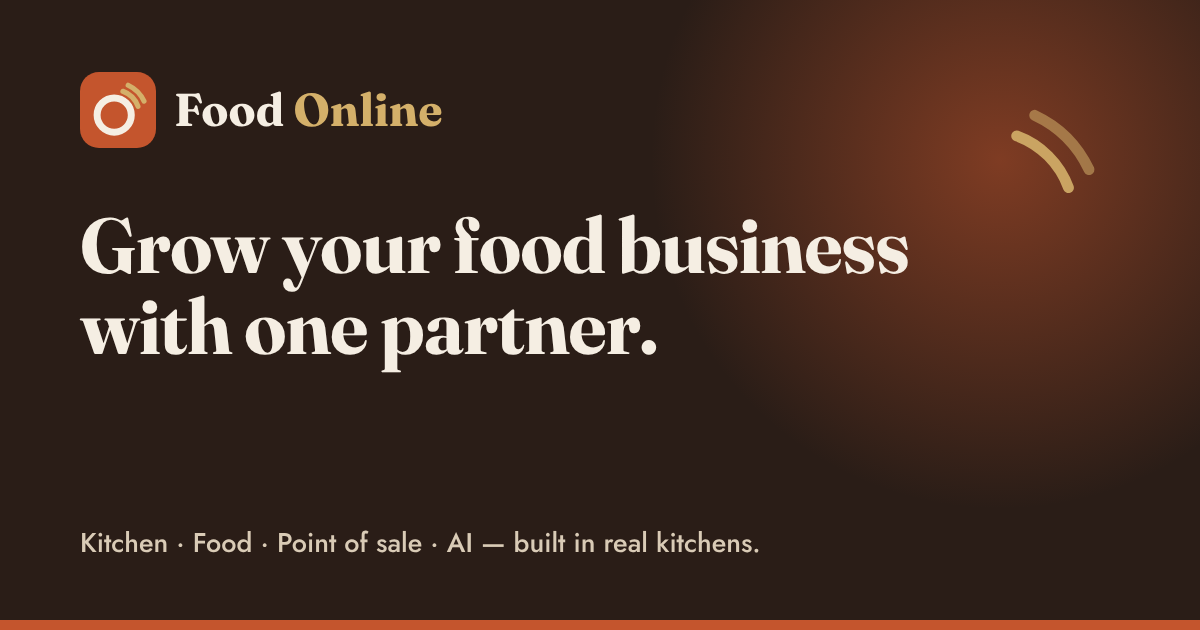 Food Online
Grow your food business
with one partner.
Kitchen · Food · Point of sale · AI — built in real kitchens.